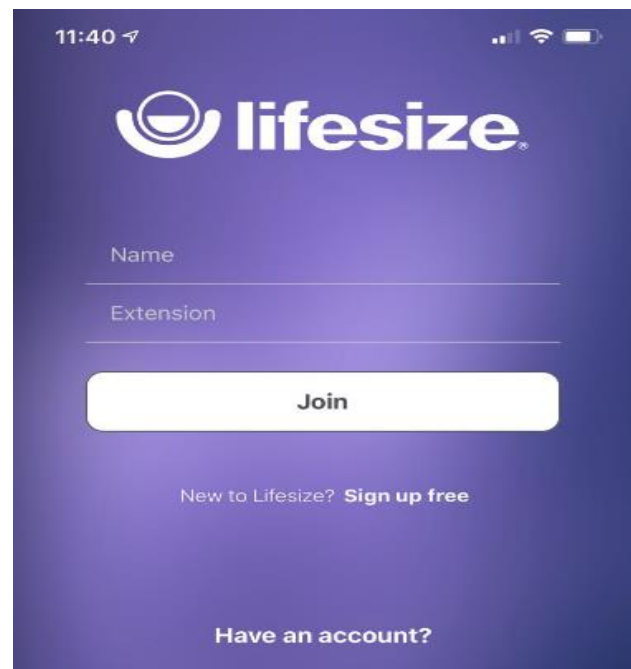 11:40
lifesize®
Name
Extension
Join
New to Lifesize? Sign up free
Have an account?